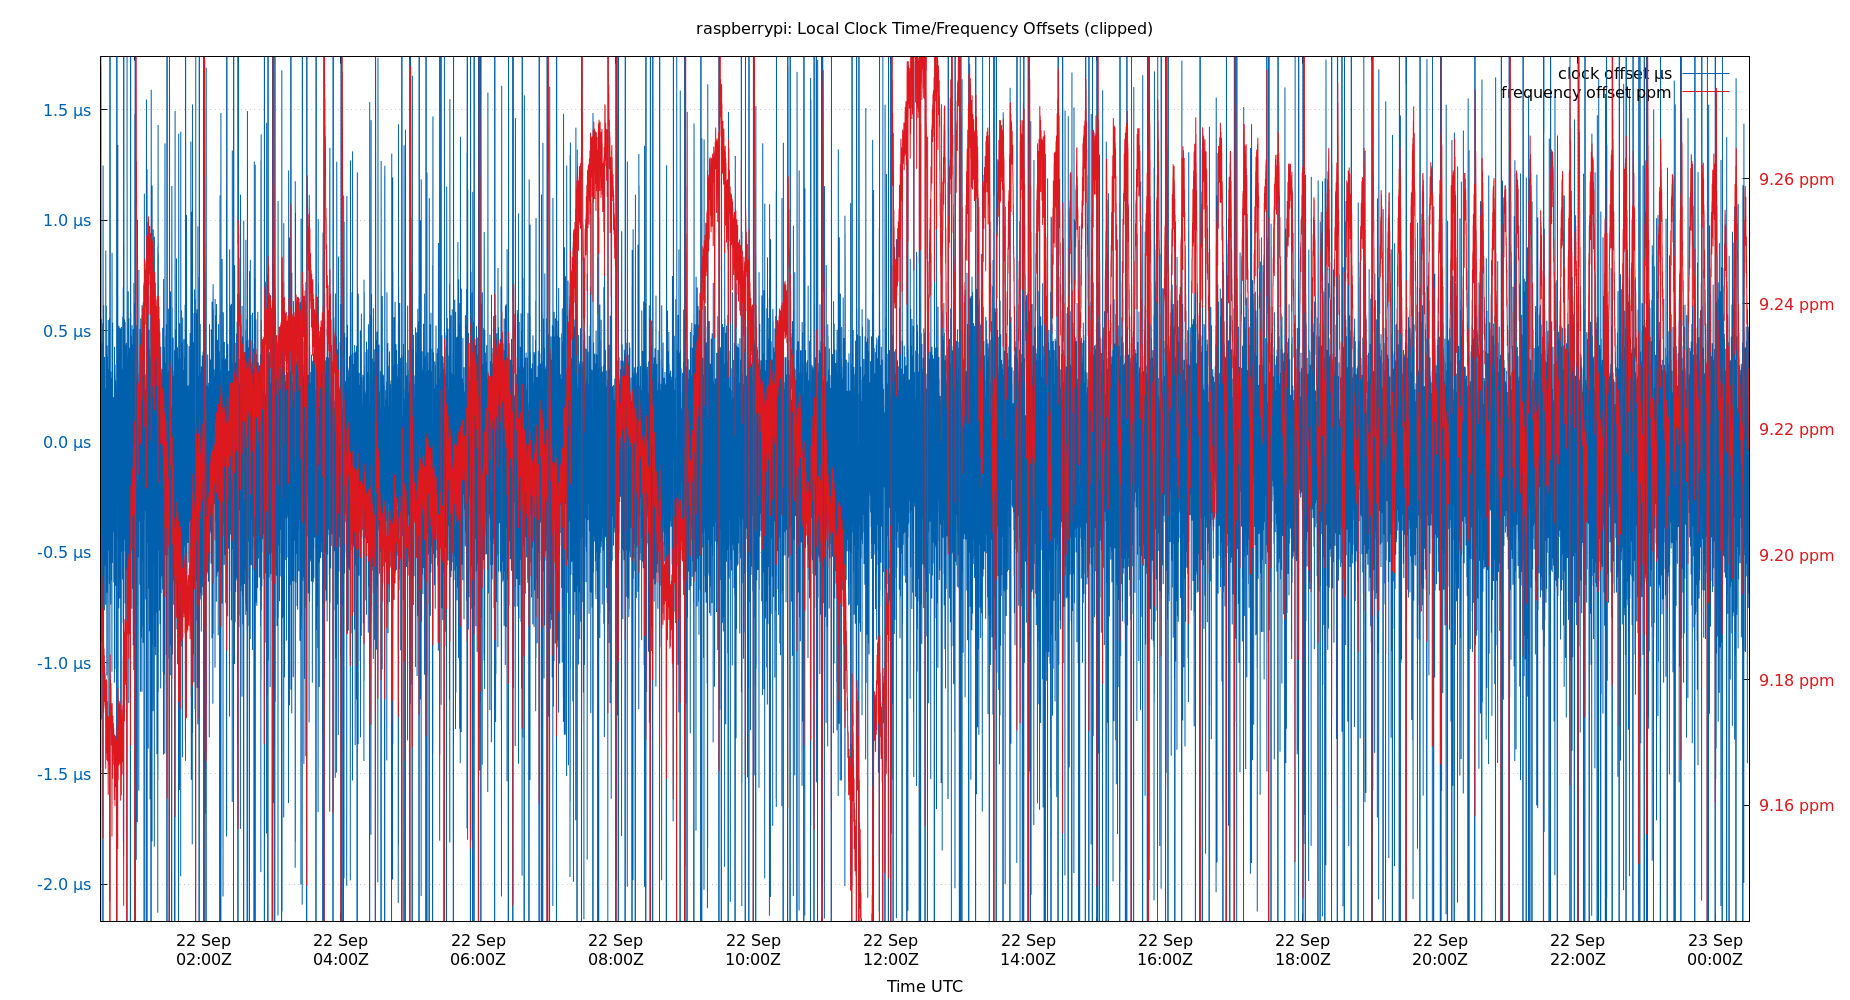 raspberrypi: Local Clock Time/Frequency Offsets (clipped)
clock offset µs
frequency offset ppm
1.5 µs
1.0 µs
0.5 µs
0.0 µs
-0.5 µs
-1.0 µs
-1.5 µs
-2.0 µs
9.26 ppm
9.24 ppm
9.22 ppm
9.20 ppm
9.18 ppm
9.16 ppm
22 Sep 22 Sep 22 Sep 22 Sep 22 Sep 22 Sep 22 Sep 22 Sep 22 Sep 22 Sep 22 Sep 23 Sep
02:00Z 04:00Z 06:00Z 08:00Z 10:00Z 12:00Z 14:00Z 16:00Z 18:00Z 20:00Z 22:00Z 00:00Z
Time UTC